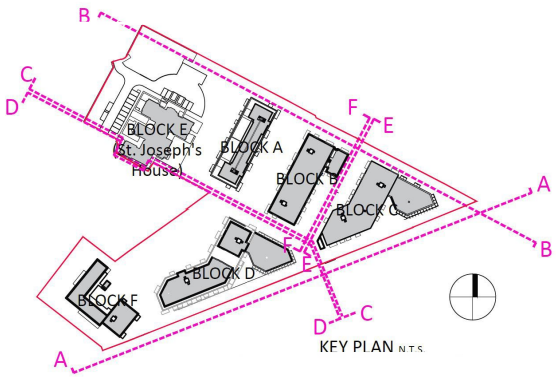 B
C
D
F
E
BLOCK E
(St. Joseph's
House)
BLOCK A
BLOCK B
BLOCK C
A
F
E
B
BLOCK D
BLOCK F
D
C
A
KEY PLAN N.T.S.